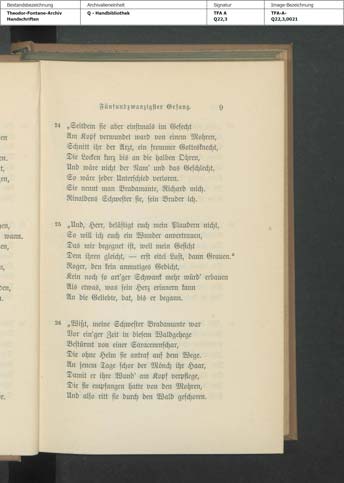 Bestandsbezeichnung
Archivalieneinheit
Signatur
Image-Bezeichnung
Theodor-Fontane-Archiv
Handschriften
Q - Handbibliothek
TFA A
Q22,3
TFA-A-
Q22,3,0021
Fünfundzwanzigster Gesang.
9
24 „Seitdem sie aber einstmals im Gefecht
Am Kopf verwundet ward von einem Mohren,
Schnitt ihr der Arzt, ein frommer Gottesknecht,
Die Locken kurz bis an die halben Ohren,
Und wäre nicht der Nam' und das Geschlecht,
So wäre jeder Unterschied verloren.
Sie nennt man Bradamante, Richard mich,
Rinaldens Schwester sie, sein Bruder ich.
25 „Und, Herr, belästigt euch mein Plaudern nicht,
So will ich euch ein Wunder anvertrauen,
Das mir begegnet ist, weil mein Gesicht
Dem ihren gleicht, — erst eitel Lust, dann Grauen.“
Roger, den kein anmutiges Gedicht,
Kein noch so art'ger Schwank mehr würd' erbauen
Als etwas, was sein Herz erinnern kann
An die Geliebte, bat, bis er begann.
26 „Wißt, meine Schwester Bradamante war
Vor ein'ger Zeit in diesem Waldgehege
Bestürmt von einer Saracenenschar,
Die ohne Helm sie antraf auf dem Wege.
An jenem Tage schor der Mönch ihr Haar,
Damit er ihre Wund' am Kopf verpflege,
Die sie empfangen hatte von den Mohren,
Und also ritt sie durch den Wald geschoren.